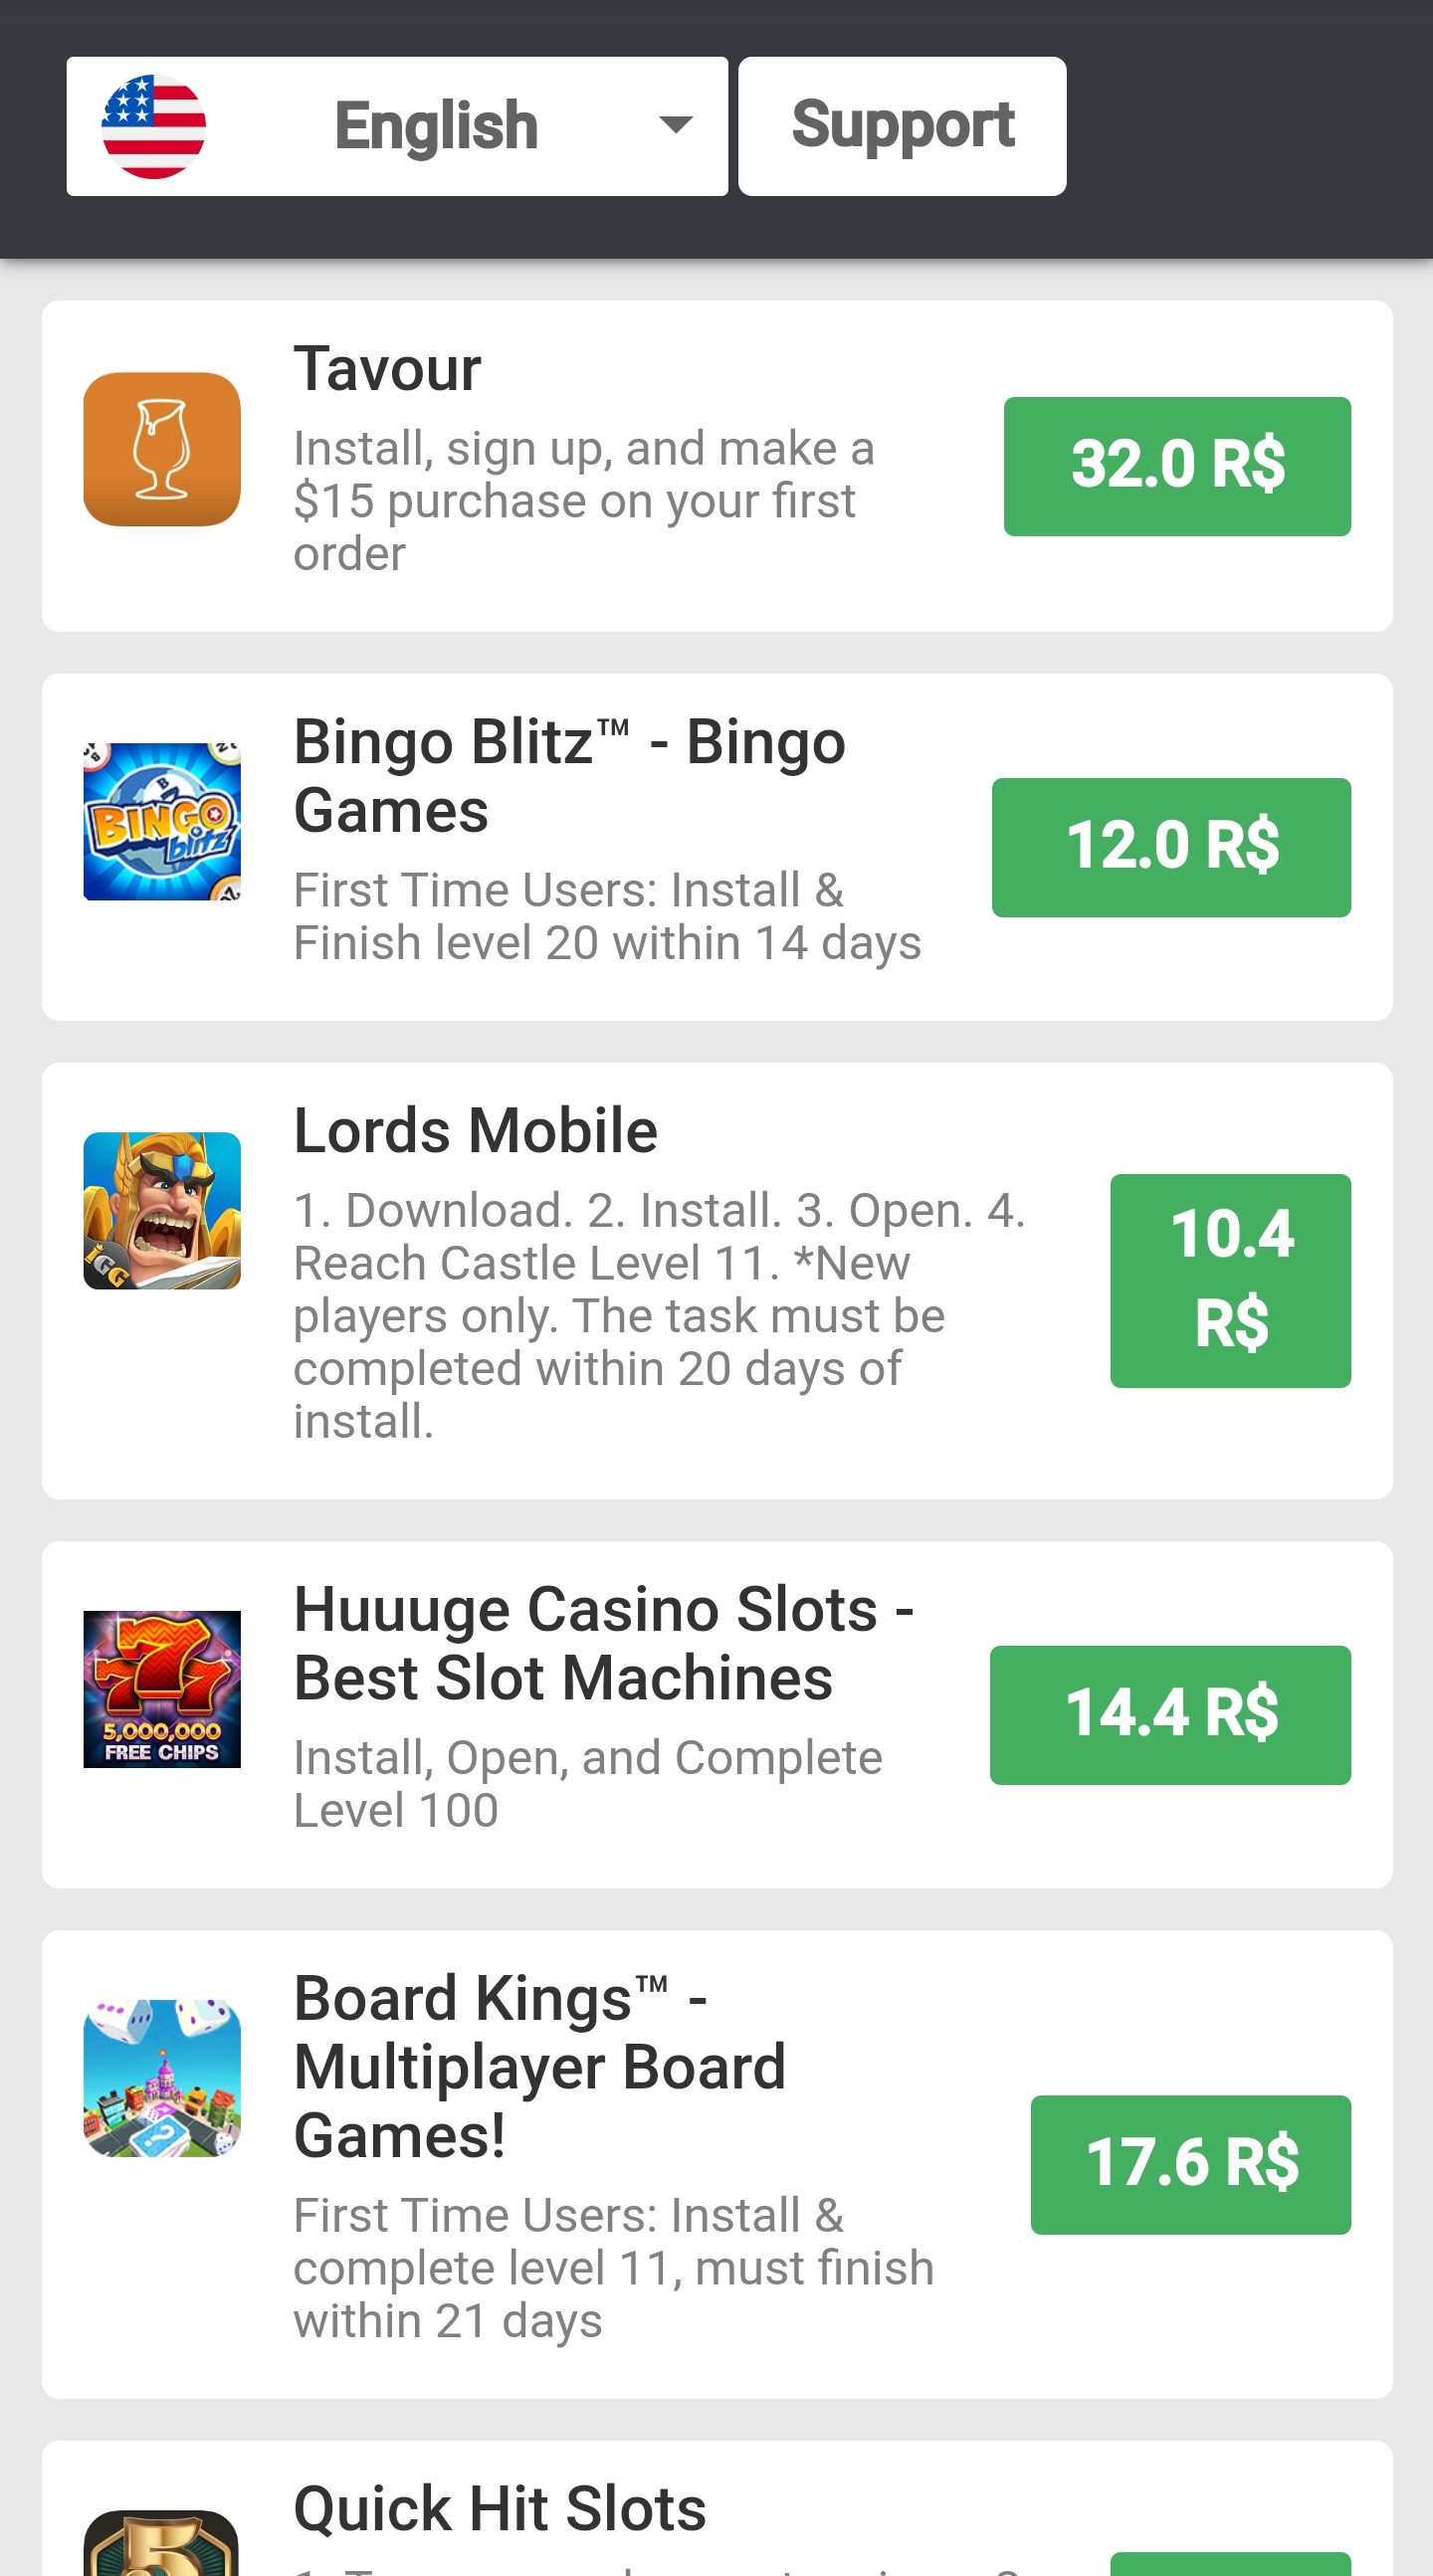 English
Support
Tavour
Install, sign up, and make a
$15 purchase on your first
order
32.0 R$
Bingo Blitz™ - Bingo
Games
First Time Users: Install &
Finish level 20 within 14 days
12.0 R$
BINGO
blitz
Lords Mobile
1. Download. 2. Install. 3. Open. 4.
Reach Castle Level 11. *New
players only. The task must be
completed within 20 days of
install.
10.4
R$
IGG
Huuuge Casino Slots -
Best Slot Machines
Install, Open, and Complete
Level 100
14.4 R$
777
5,000,000
FREE CHIPS
Board Kings™ -
Multiplayer Board
Games!
First Time Users: Install &
complete level 11, must finish
within 21 days
17.6 R$
?
Quick Hit Slots
5